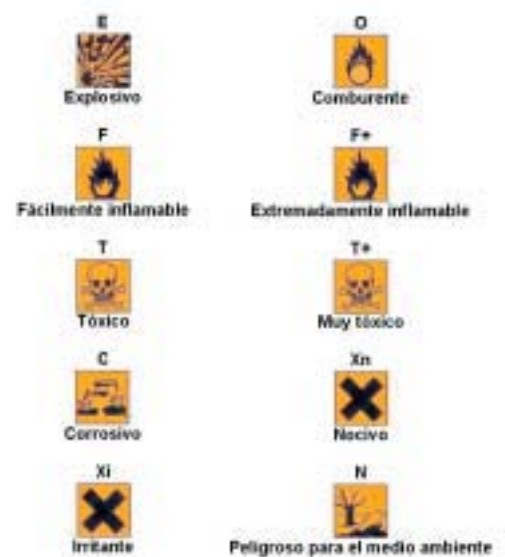 E
O
Explosivo
Comburente
F
F+
Fácilmente inflamable
Extremadamente inflamable
T
T+
Tóxico
Muy tóxico
C
Xn
Corrosivo
Nocivo
Xi
N
Irritante
Peligroso para el medio ambiente